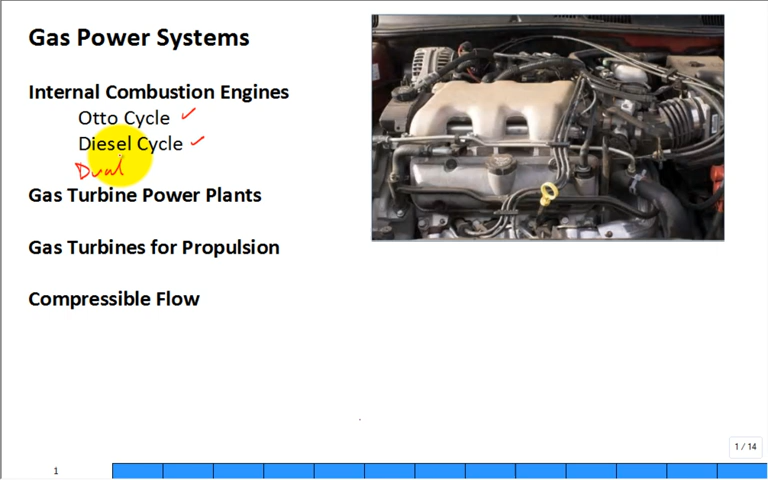 Gas Power Systems
Internal Combustion Engines
Otto Cycle ✓
Diesel Cycle ✓
Dual
Gas Turbine Power Plants
Gas Turbines for Propulsion
Compressible Flow
1 / 14
1